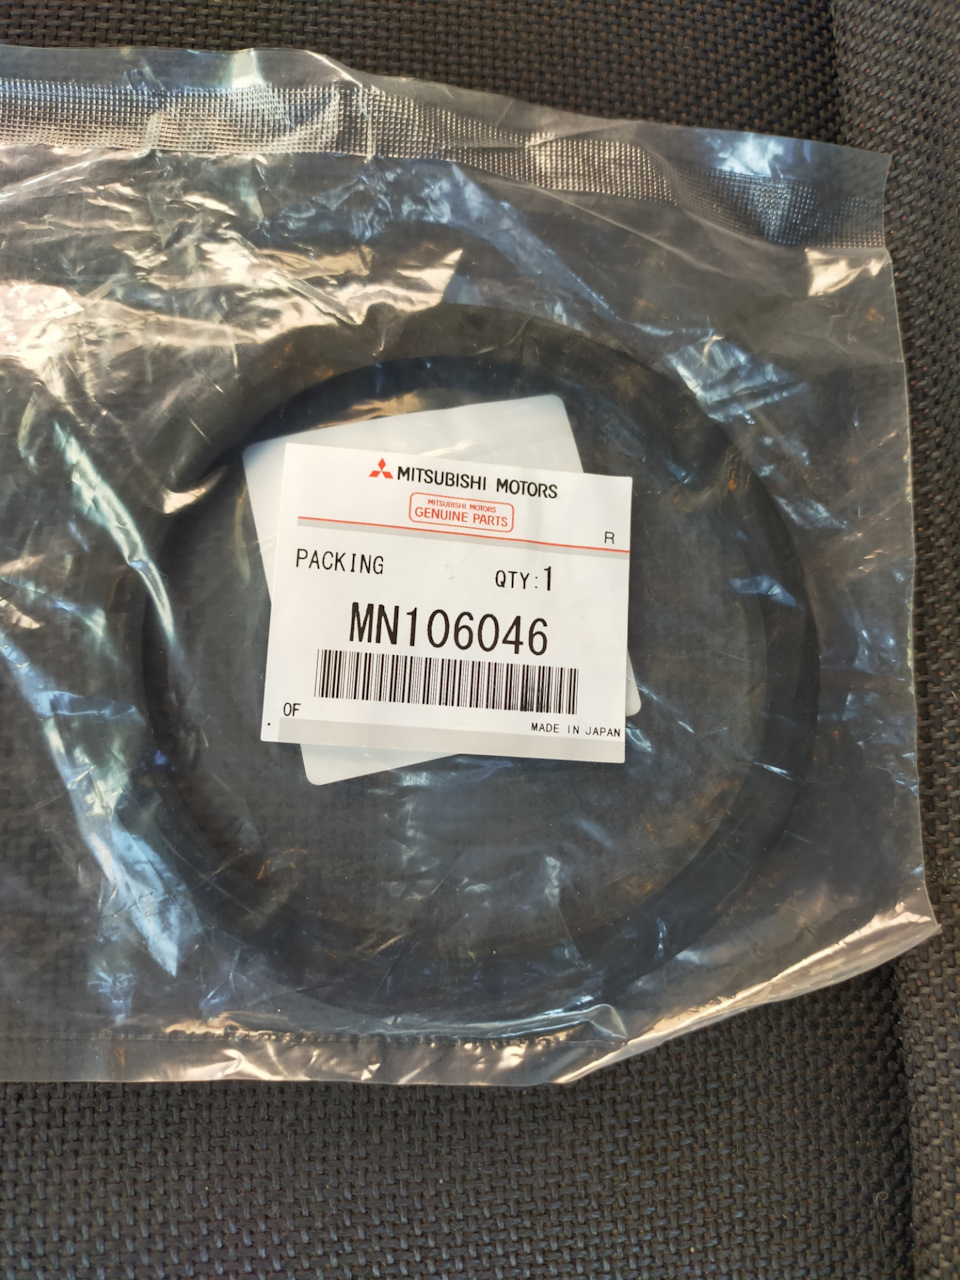 MITSUBISHI MOTORS
MITSUBISHI MOTORS
GENUINE PARTS
R
PACKING
QTY:1
MN106046
OF
MADE IN JAPAN